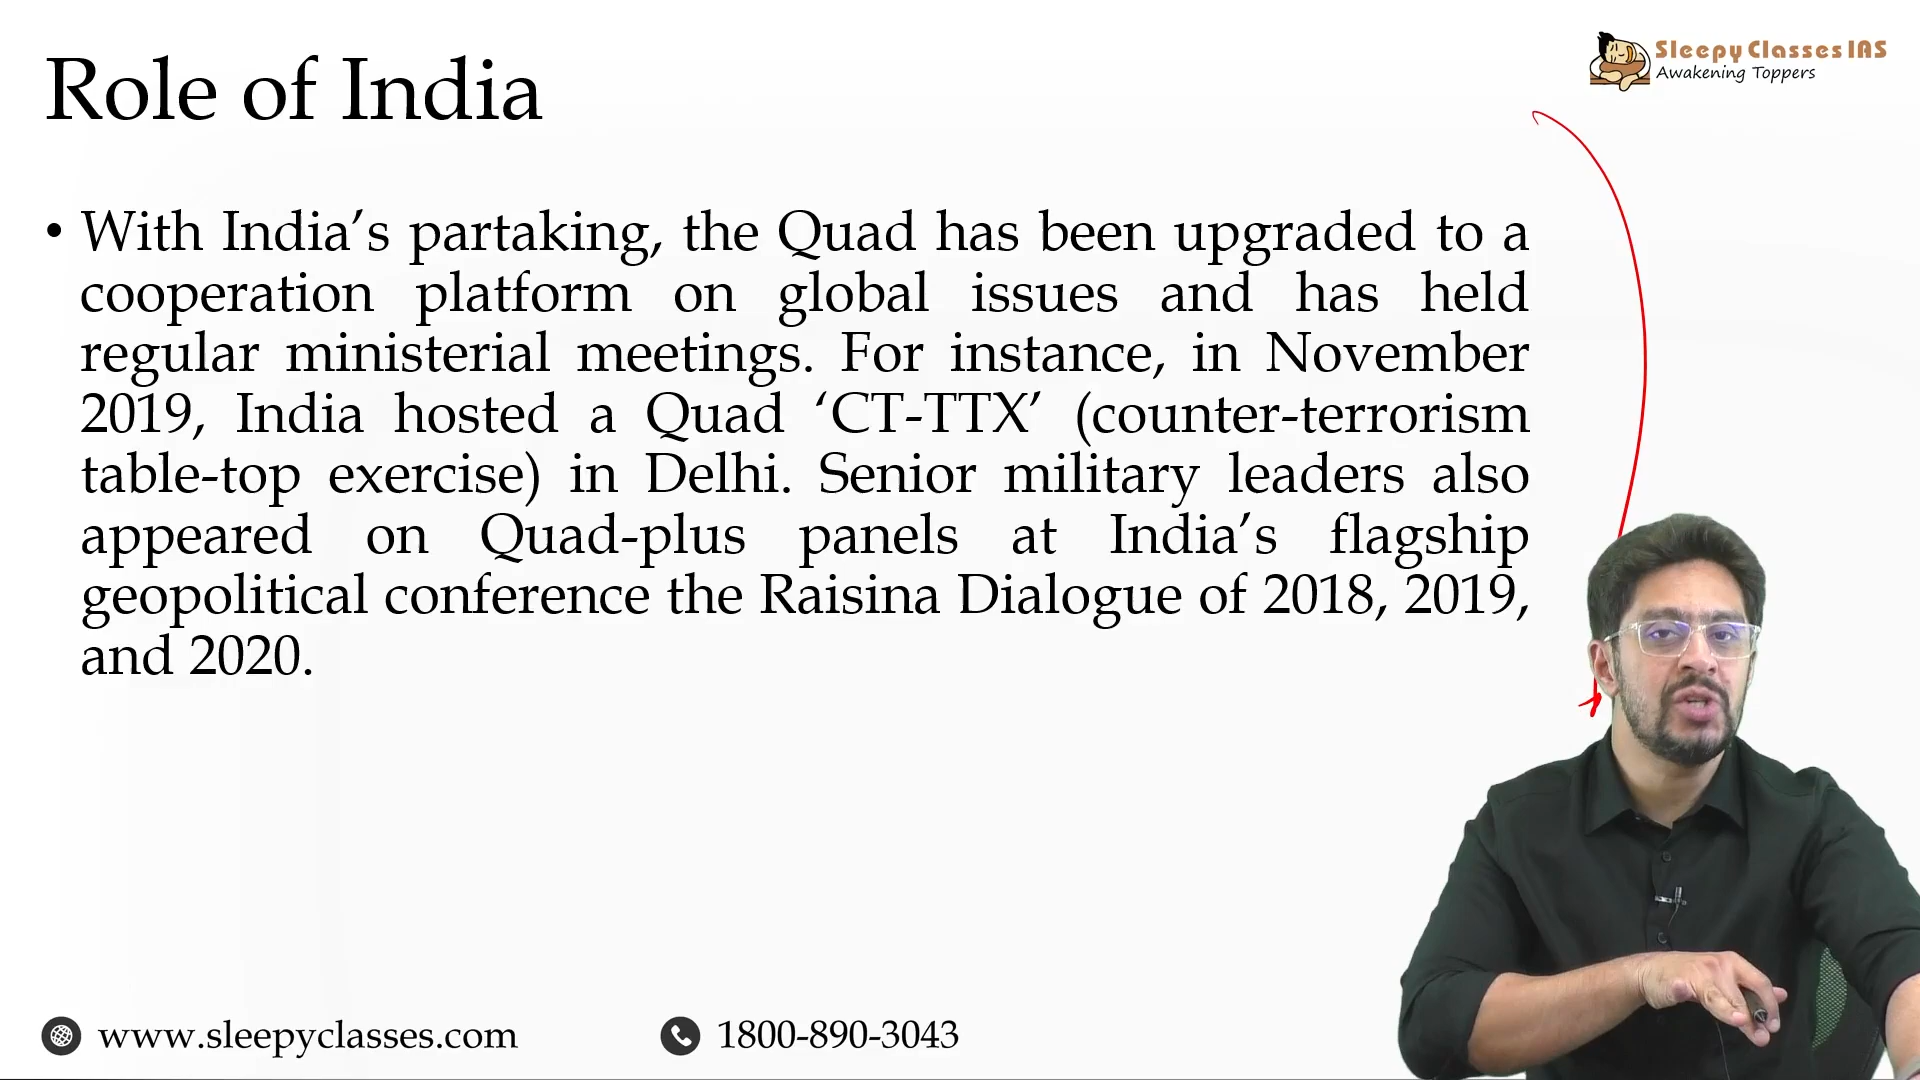 Sleepy Classes IAS
Awakening Toppers
Role of India
• With India’s partaking, the Quad has been upgraded to a
cooperation platform on global issues and has held
regular ministerial meetings. For instance, in November
2019, India hosted a Quad ‘CT-TTX’ (counter-terrorism
table-top exercise) in Delhi. Senior military leaders also
appeared on Quad-plus panels at India’s flagship
geopolitical conference the Raisina Dialogue of 2018, 2019,
and 2020.
www.sleepyclasses.com
1800-890-3043